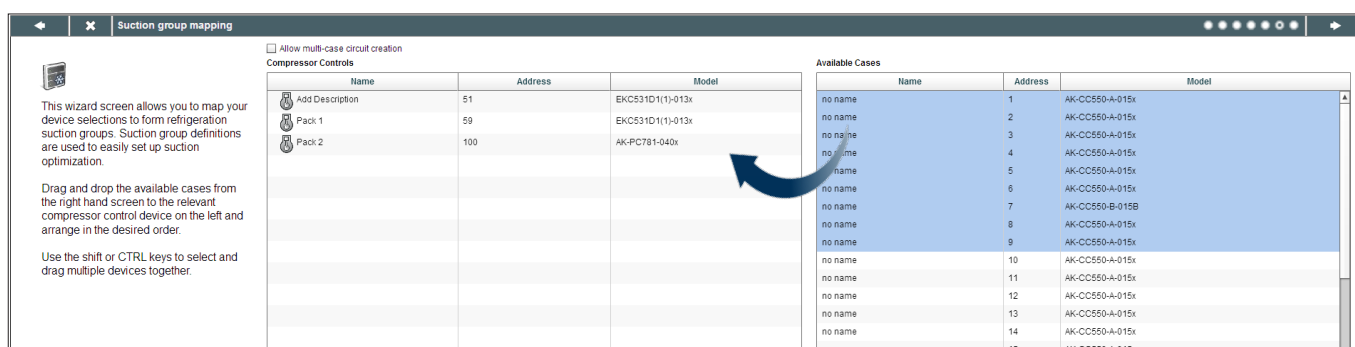 Suction group mapping
Allow multi-case circuit creation
This wizard screen allows you to map your
device selections to form refrigeration
suction groups. Suction group definitions
are used to easily set up suction
optimization.
Drag and drop the available cases from
the right hand screen to the relevant
compressor control device on the left and
arrange in the desired order.
Use the shift or CTRL keys to select and
drag multiple devices together.
Compressor Controls
Name Address Model
Add Description 51 EKC531D1(1)-013x
Pack 1 59 EKC531D1(1)-013x
Pack 2 100 AK-PC781-040x
Available Cases
Name Address Model
no name 1 AK-CC550-A-015x
no name 2 AK-CC550-A-015x
no name 3 AK-CC550-A-015x
no name 4 AK-CC550-A-015x
name 5 AK-CC550-A-015x
no name 6 AK-CC550-A-015x
no name 7 AK-CC550-B-015B
no name 8 AK-CC550-A-015x
no name 9 AK-CC550-A-015x
no name 10 AK-CC550-A-015x
no name 11 AK-CC550-A-015x
no name 12 AK-CC550-A-015x
no name 13 AK-CC550-A-015x
no name 14 AK-CC550-A-015x